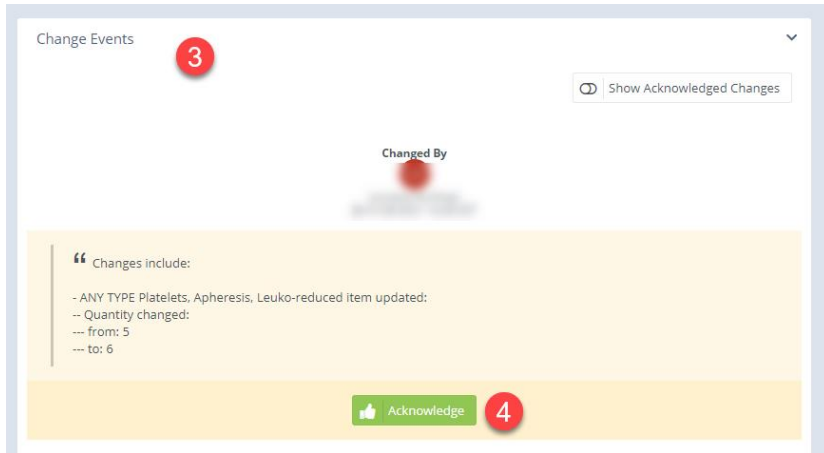 Change Events
3
Show Acknowledged Changes
Changed By
“ Changes include:
- ANY TYPE Platelets, Apheresis, Leuko-reduced item updated:
-- Quantity changed:
--- from: 5
--- to: 6
Acknowledge
4